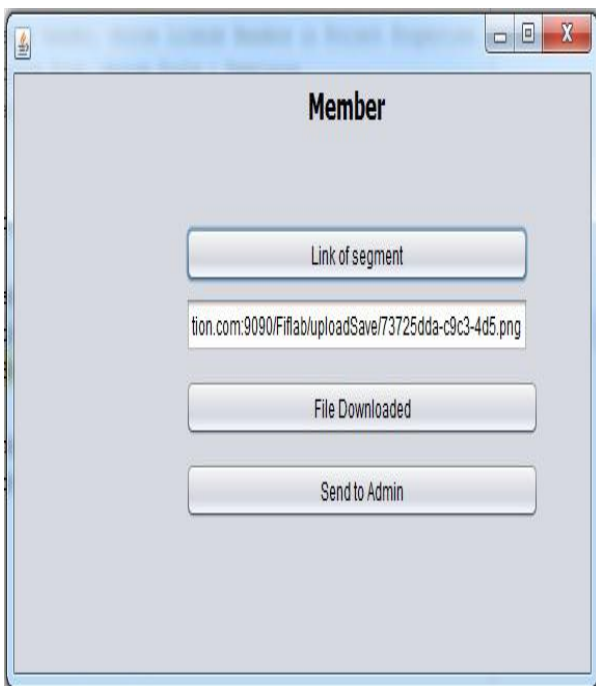 X
Member
Link of segment
tion.com:9090/Fiflab/uploadSave/73725dda-c9c3-4d5.png
File Downloaded
Send to Admin